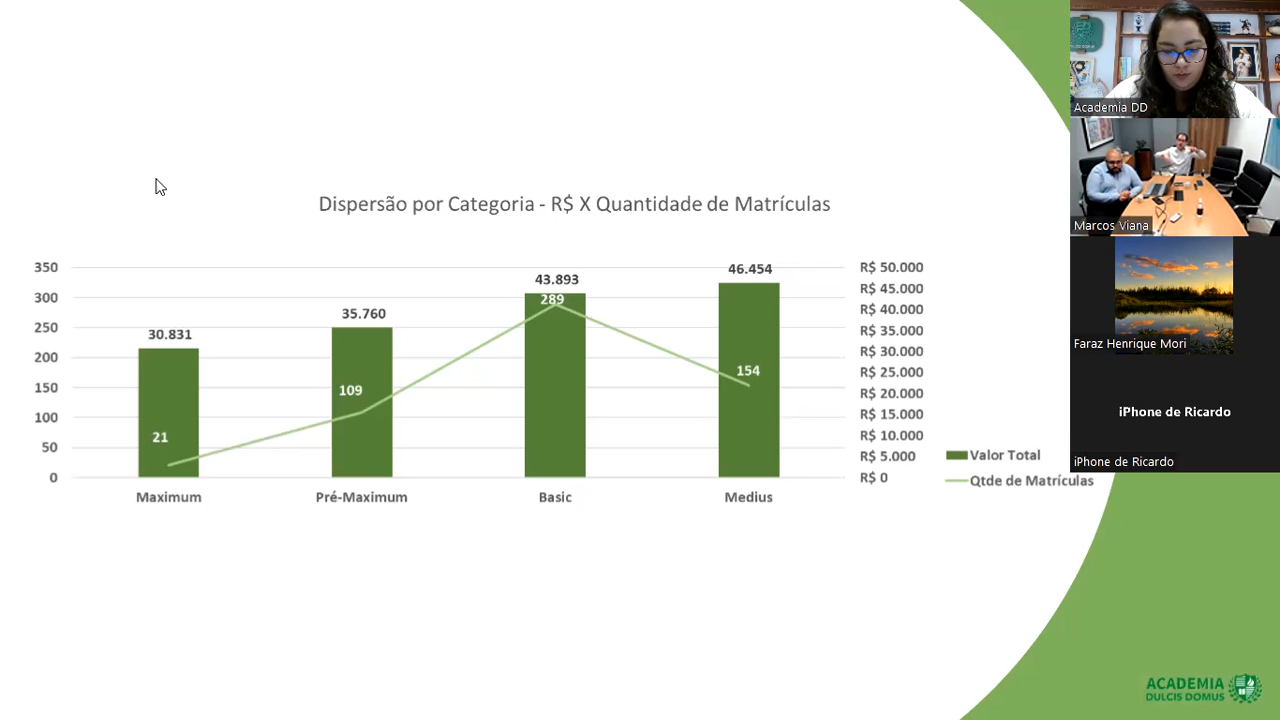 Dispersão por Categoria - R$ X Quantidade de Matrículas
350
300
250
200
150
100
50
0
30.831
35.760
43.893
46.454
21
109
289
154
R$ 50.000
R$ 45.000
R$ 40.000
R$ 35.000
R$ 30.000
R$ 25.000
R$ 20.000
R$ 15.000
R$ 10.000
R$ 5.000
R$ 0
Maximum
Pré-Maximum
Basic
Medius
Valor Total
Qtde de Matrículas
Academia DD
Marcos Viana
Faraz Henrique Mori
iPhone de Ricardo
iPhone de Ricardo
ACADEMIA
DULCIS DOMUS